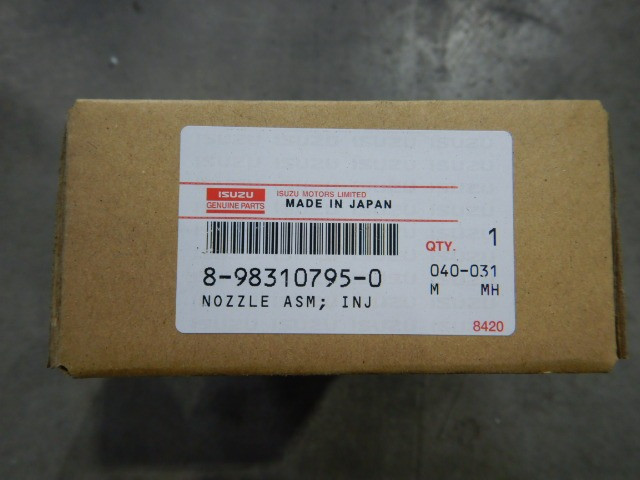 ISUZU
GENUINE PARTS
ISUZU MOTORS LIMITED
MADE IN JAPAN
QTY. 1
8-98310795-0
040-031
NOZZLE ASM; INJ
M MH
8420